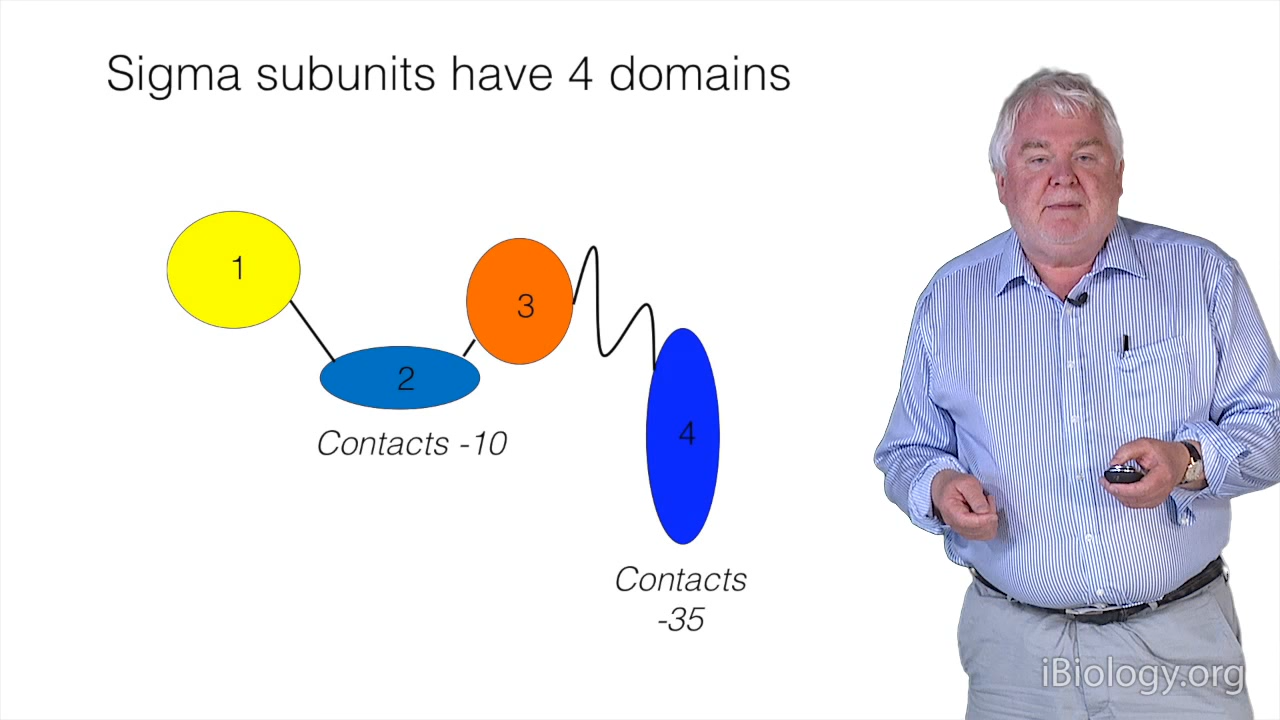 Sigma subunits have 4 domains
1
2
3
4
Contacts -10
Contacts
-35
iBiology.org